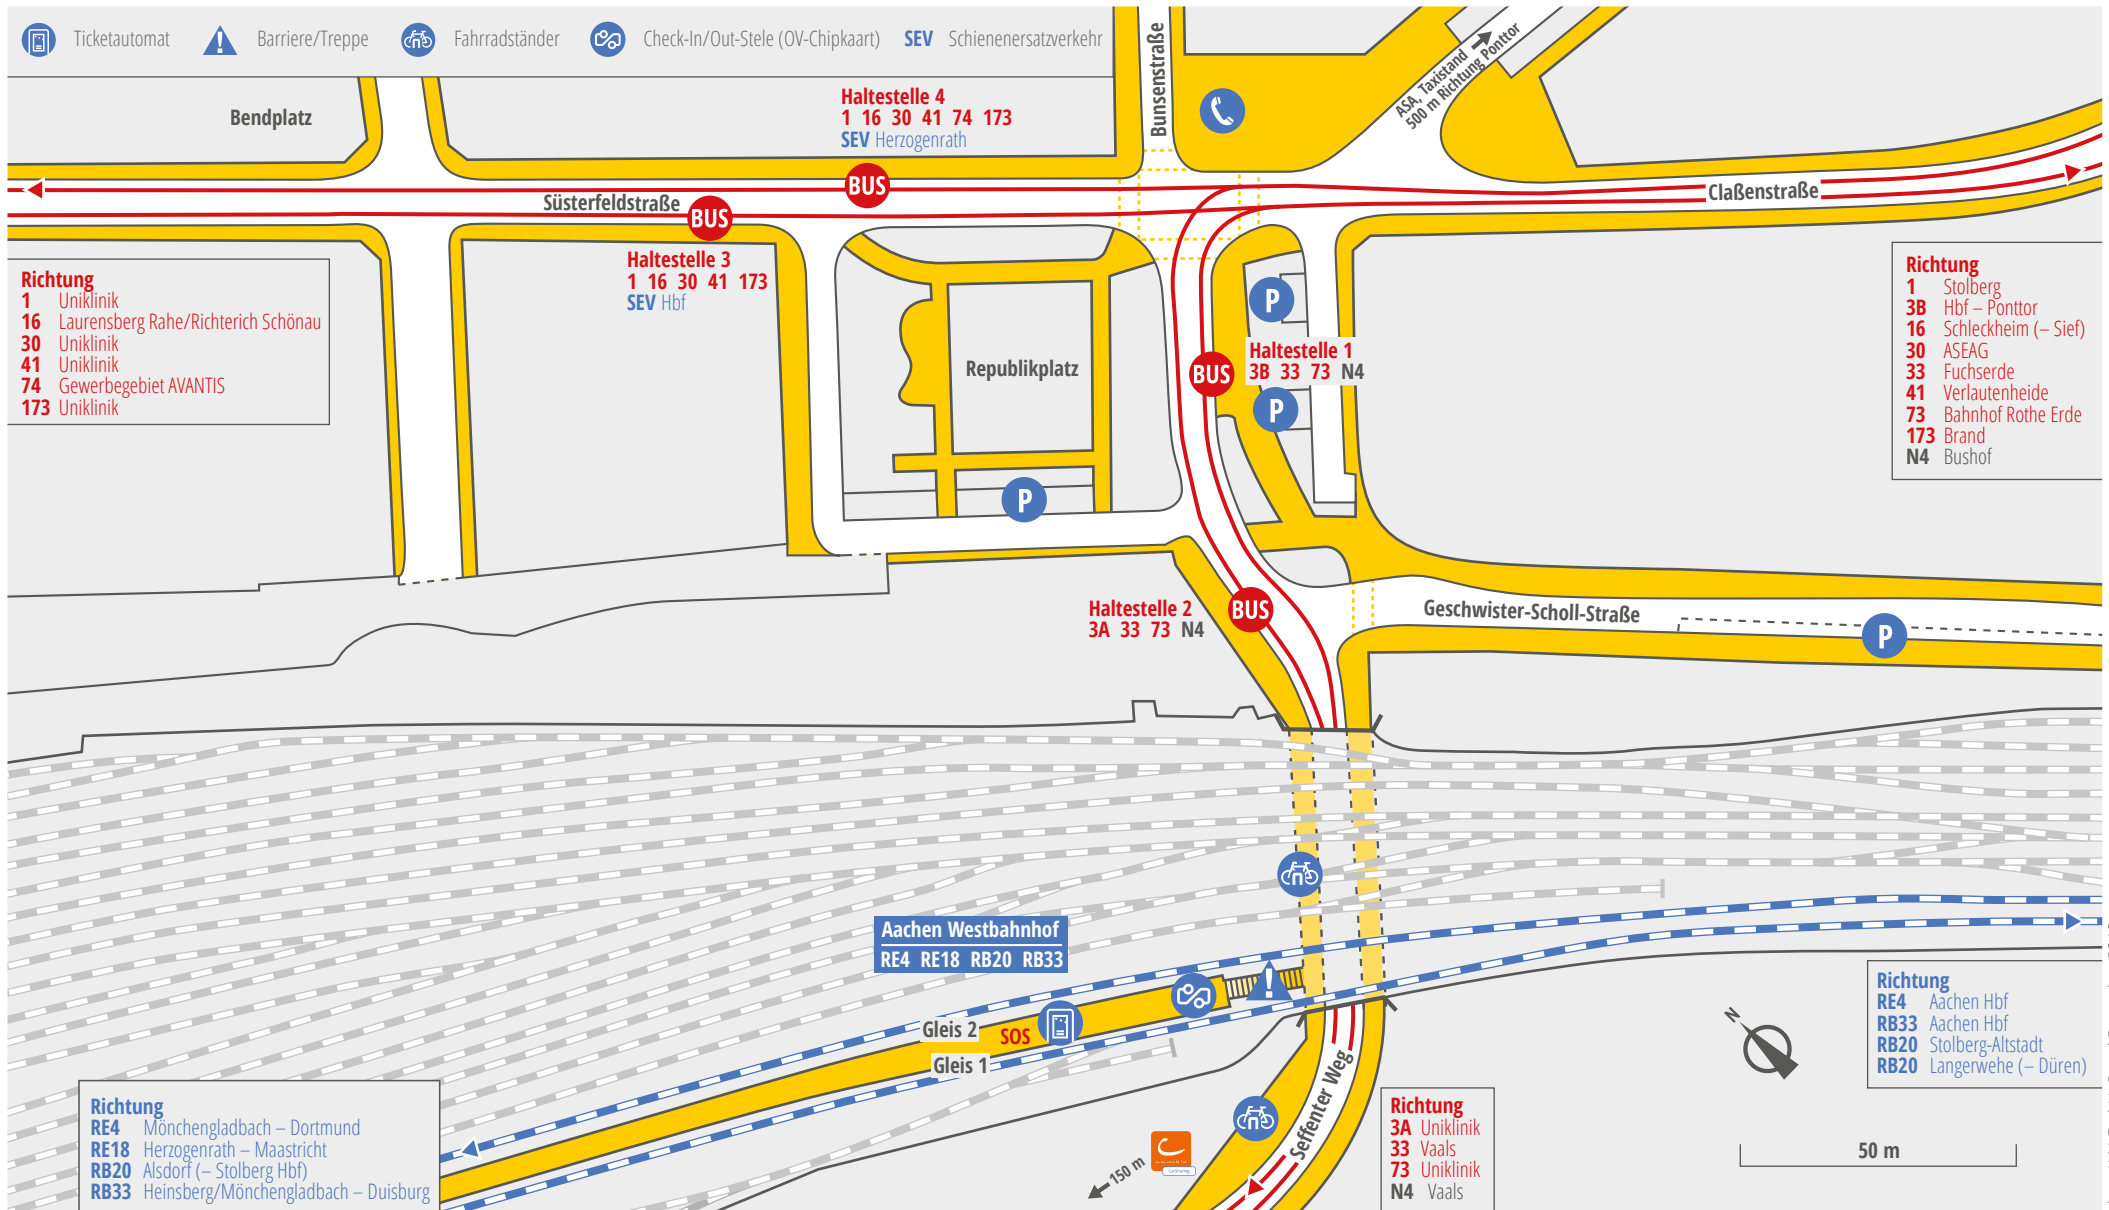 Ticketautomat
Barriere/Treppe
Fahrradständer
Check-In/Out-Stele (OV-Chipkaart)
SEV Schienenersatzverkehr
Bunsenstraße
ASA, Taxistand
500 m Richtung Ponttor
Bendplatz
Haltestelle 4
1 16 30 41 74 173
SEV Herzogenrath
BUS
Süsterfeldstraße
BUS
Claßenstraße
Haltestelle 3
1 16 30 41 173
SEV Hbf
Richtung
1 Uniklinik
16 Laurensberg Rahe/Richterich Schönau
30 Uniklinik
41 Uniklinik
74 Gewerbegebiet AVANTIS
173 Uniklinik
Richtung
1 Stolberg
3B Hbf – Ponttor
16 Schleckheim (– Sief)
30 ASEAG
33 Fuchserde
41 Verlautenheide
73 Bahnhof Rothe Erde
173 Brand
N4 Bushof
P
Haltestelle 1
3B 33 73 N4
BUS
P
Republikplatz
P
Haltestelle 2
3A 33 73 N4
BUS
Geschwister-Scholl-Straße
P
Aachen Westbahnhof
RE4 RE18 RB20 RB33
Gleis 2
SOS
Gleis 1
Richtung
RE4 Aachen Hbf
RB33 Aachen Hbf
RB20 Stolberg-Altstadt
RB20 Langerwehe (– Düren)
N
Richtung
RE4 Mönchengladbach – Dortmund
RE18 Herzogenrath – Maastricht
RB20 Alsdorf (– Stolberg Hbf)
RB33 Heinsberg/Mönchengladbach – Duisburg
Seffenter Weg
150 m
CarSharing
Richtung
3A Uniklinik
33 Vaals
73 Uniklinik
N4 Vaals
50 m